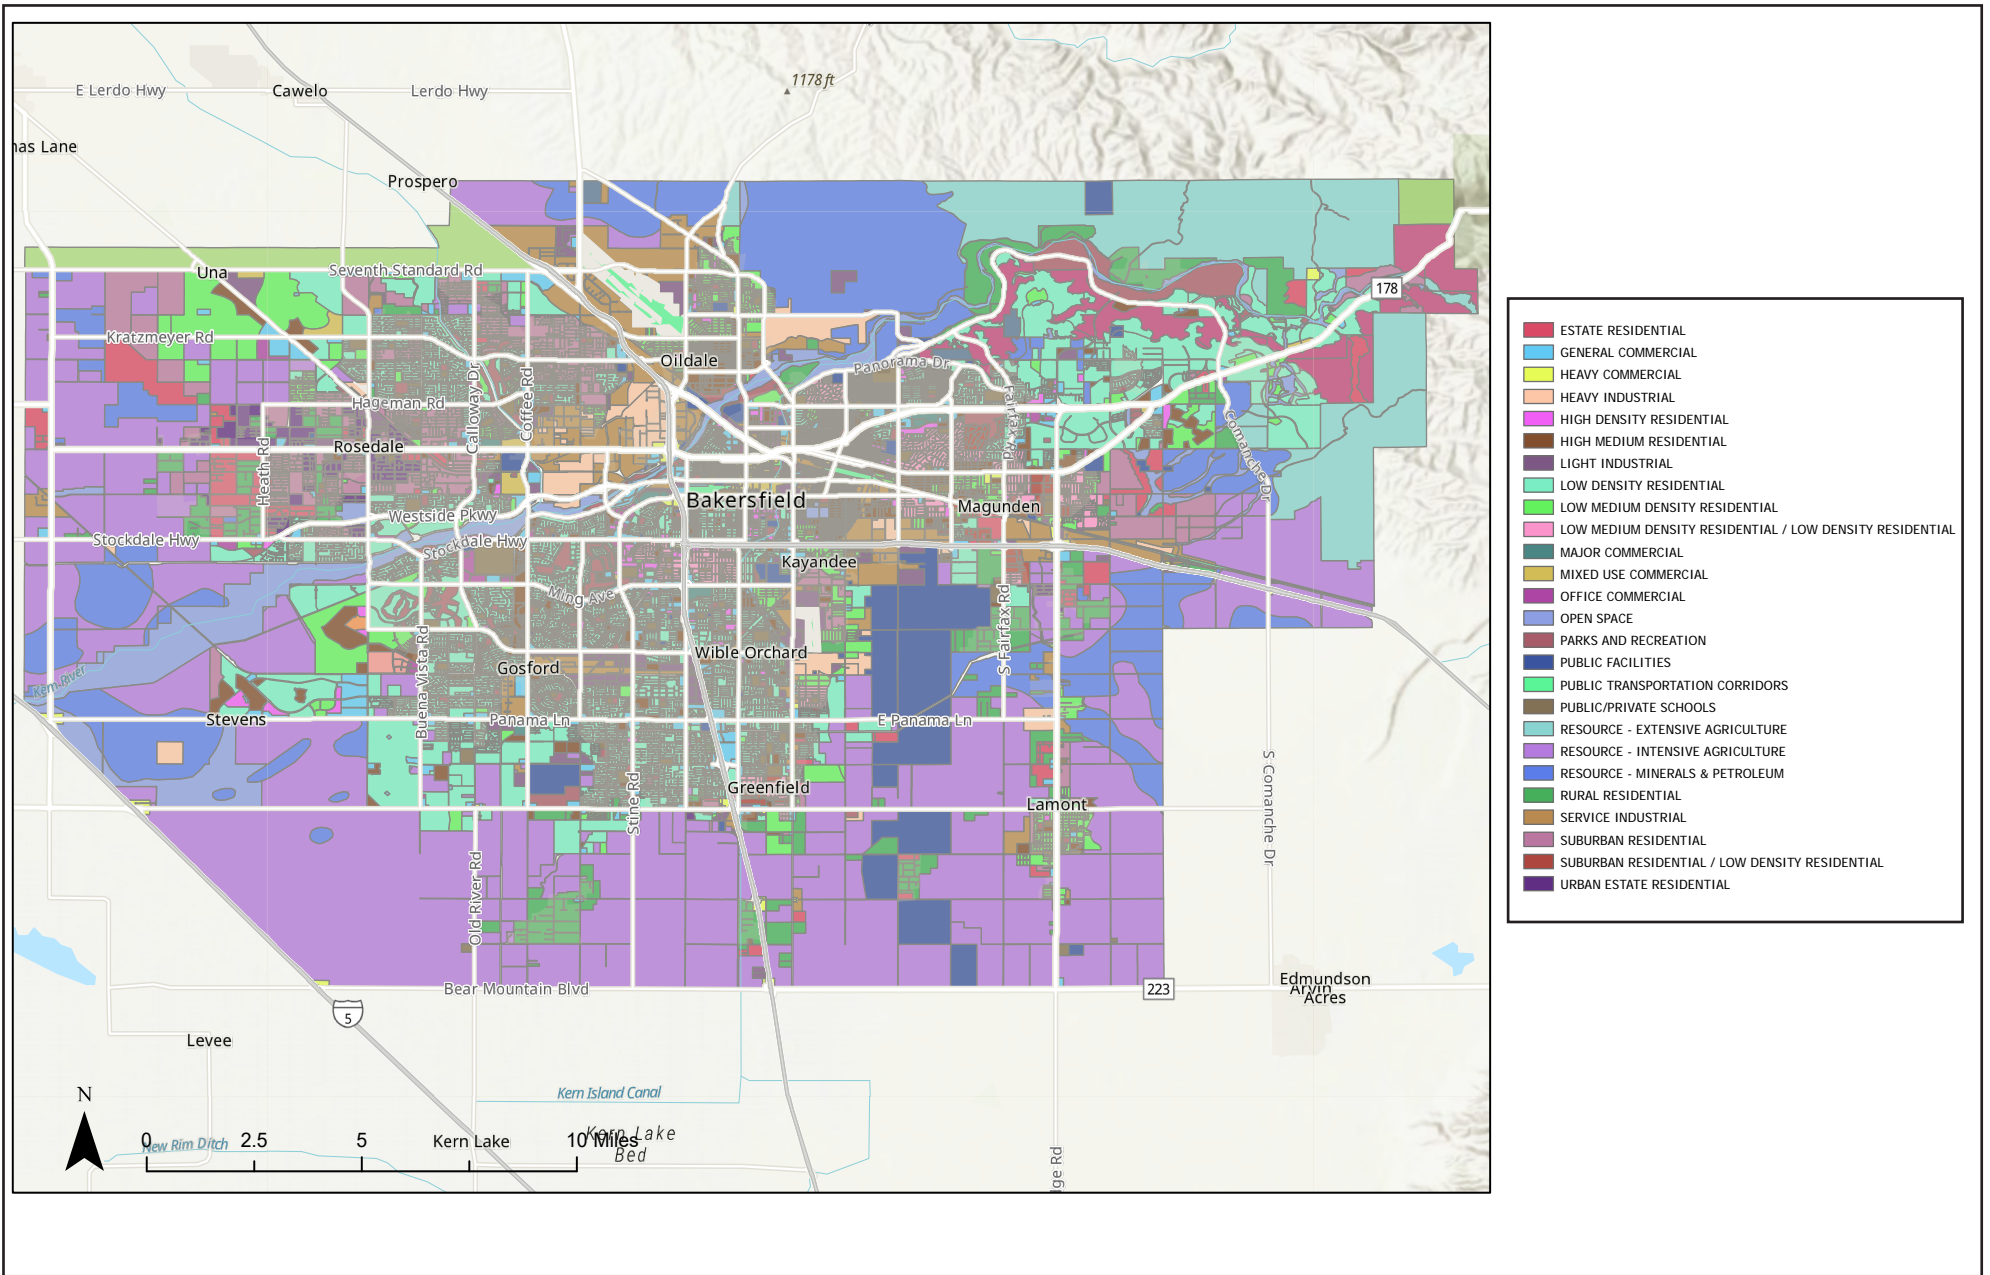 1178 ft
E Lerdo Hwy
Cawelo
Lerdo Hwy
nas Lane
Prospero
Una
Seventh Standard Rd
178
Kratzmeyer Rd
Oildale
Panorama Dr
Hageman Rd
Calloway Dr
Coffee Rd
Fairfax Rd
Comanche Dr
Rosedale
Heath Rd
Bakersfield
Magunden
Westside Pkwy
Stockdale Hwy
Stockdale Hwy
Kayandee
Ming Ave
S Fairfax Rd
Buena Vista Rd
Wible Orchard
Gosford
Kern River
Stevens
Panama Ln
E Panama Ln
S Comanche Dr
Stine Rd
Greenfield
Lamont
Old River Rd
Bear Mountain Blvd
223
Edmundson
Acres
Arvin
5
Levee
N
Kern Island Canal
0 2.5 5 10 Miles
New Rim Ditch
Kern Lake
Kern Lake
Bed
lge Rd
ESTATE RESIDENTIAL
GENERAL COMMERCIAL
HEAVY COMMERCIAL
HEAVY INDUSTRIAL
HIGH DENSITY RESIDENTIAL
HIGH MEDIUM RESIDENTIAL
LIGHT INDUSTRIAL
LOW DENSITY RESIDENTIAL
LOW MEDIUM DENSITY RESIDENTIAL
LOW MEDIUM DENSITY RESIDENTIAL / LOW DENSITY RESIDENTIAL
MAJOR COMMERCIAL
MIXED USE COMMERCIAL
OFFICE COMMERCIAL
OPEN SPACE
PARKS AND RECREATION
PUBLIC FACILITIES
PUBLIC TRANSPORTATION CORRIDORS
PUBLIC/PRIVATE SCHOOLS
RESOURCE - EXTENSIVE AGRICULTURE
RESOURCE - INTENSIVE AGRICULTURE
RESOURCE - MINERALS & PETROLEUM
RURAL RESIDENTIAL
SERVICE INDUSTRIAL
SUBURBAN RESIDENTIAL
SUBURBAN RESIDENTIAL / LOW DENSITY RESIDENTIAL
URBAN ESTATE RESIDENTIAL